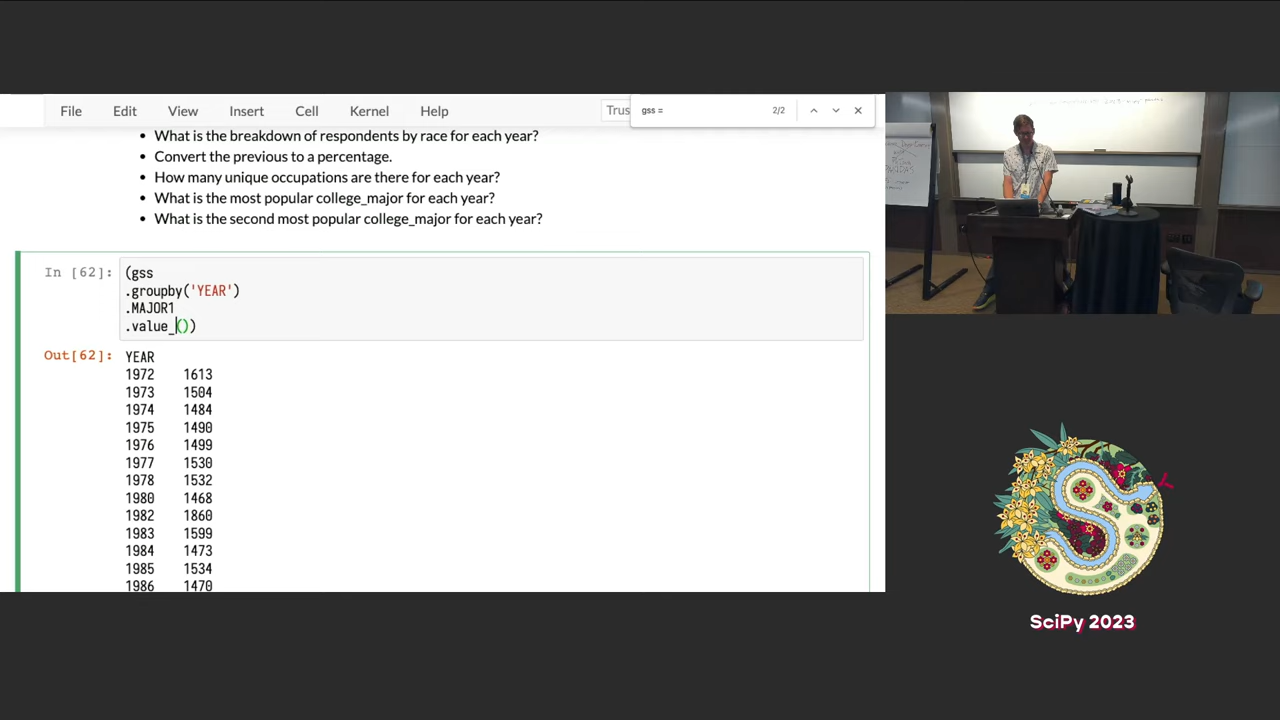 File Edit View Insert Cell Kernel Help Trus gss = 2/2
• What is the breakdown of respondents by race for each year?
• Convert the previous to a percentage.
• How many unique occupations are there for each year?
• What is the most popular college_major for each year?
• What is the second most popular college_major for each year?
In [62]: (gss
.groupby('YEAR')
.MAJOR1
.value_())
Out[62]: YEAR
1972 1613
1973 1504
1974 1484
1975 1490
1976 1499
1977 1530
1978 1532
1980 1468
1982 1860
1983 1599
1984 1473
1985 1534
1986 1470
SciPy 2023